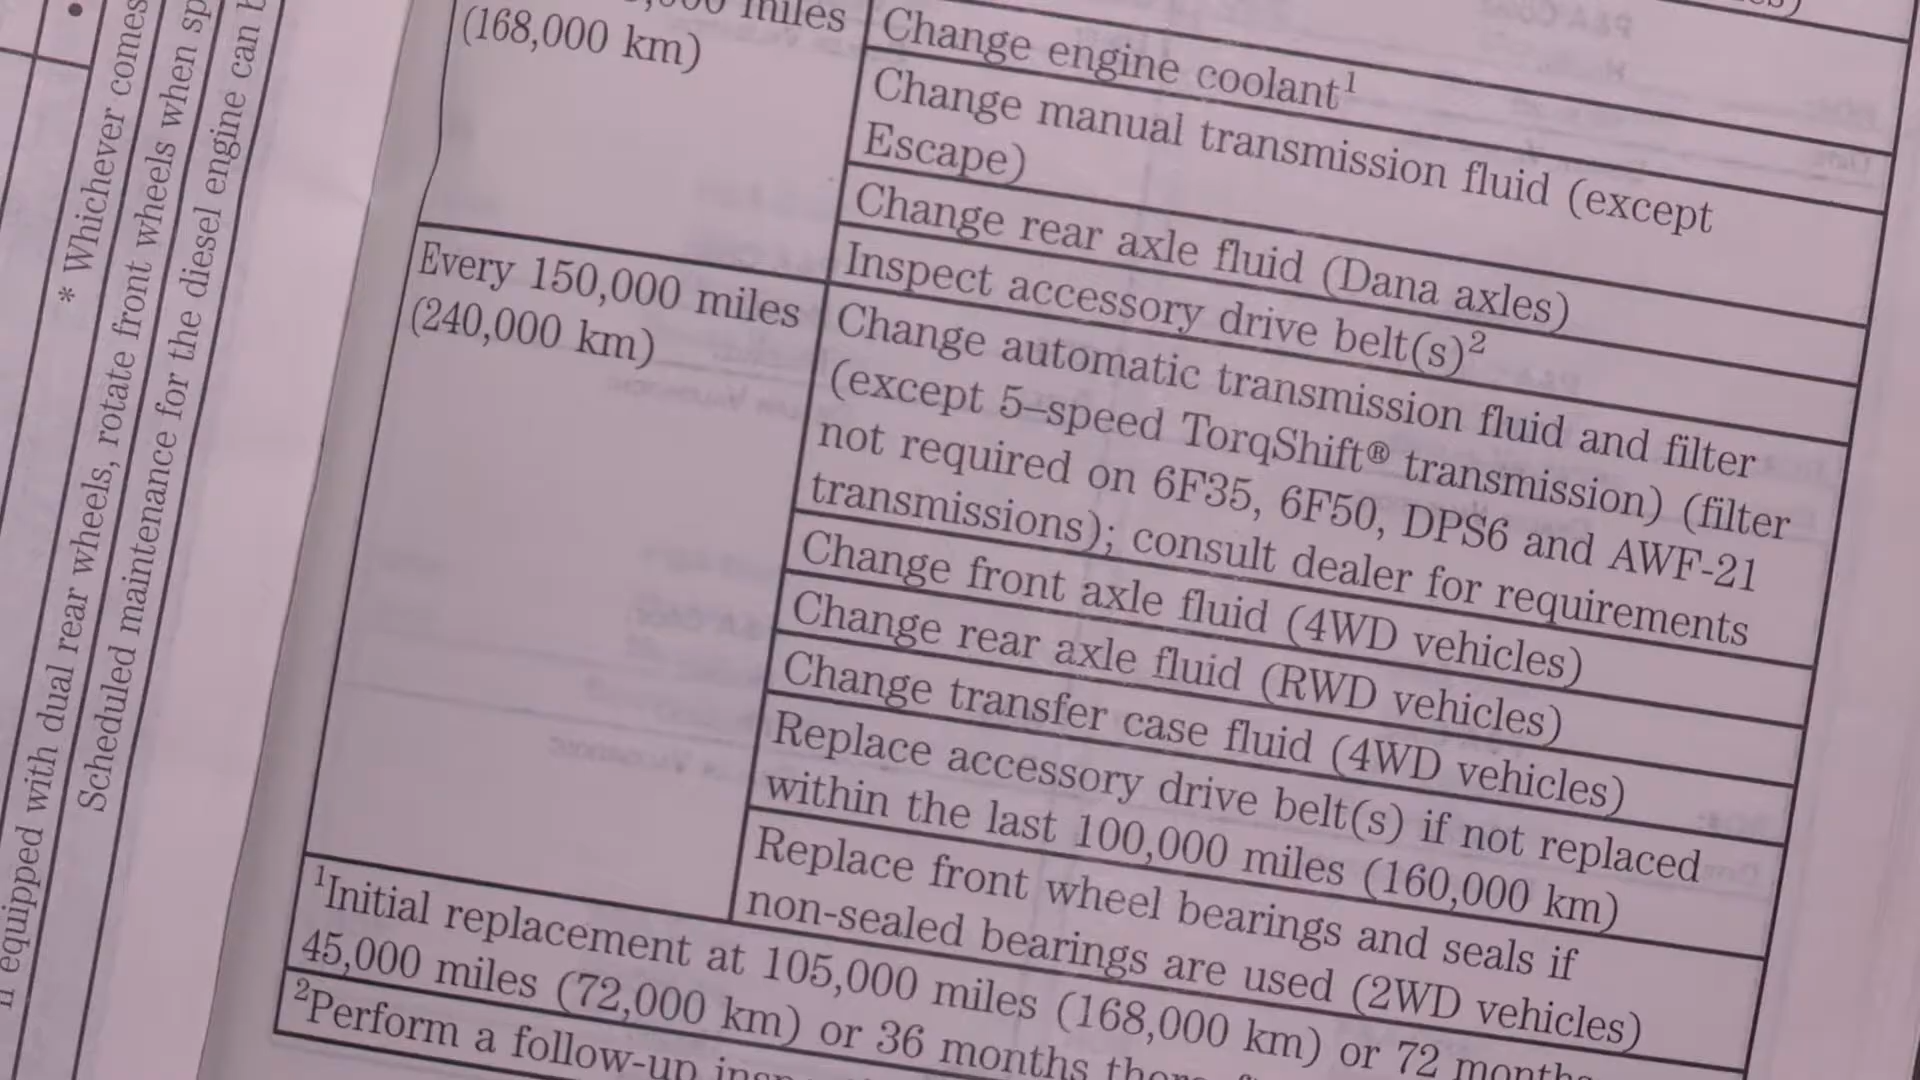 * Whichever comes
equipped with dual rear wheels, rotate front wheels when
Scheduled maintenance for the diesel engine can
miles
(168,000 km)
Change engine coolant¹
Change manual transmission fluid (except
Escape)
Change rear axle fluid (Dana axles)
Inspect accessory drive belt(s)²
Every 150,000 miles
(240,000 km)
Change automatic transmission fluid and filter
(except 5–speed TorqShift® transmission) (filter
not required on 6F35, 6F50, DPS6 and AWF-21
transmissions); consult dealer for requirements
Change front axle fluid (4WD vehicles)
Change rear axle fluid (RWD vehicles)
Change transfer case fluid (4WD vehicles)
Replace accessory drive belt(s) if not replaced
within the last 100,000 miles (160,000 km)
Replace front wheel bearings and seals if
non-sealed bearings are used (2WD vehicles)
¹Initial replacement at 105,000 miles (168,000 km) or 72 months
45,000 miles (72,000 km) or 36 months
²Perform a follow-up